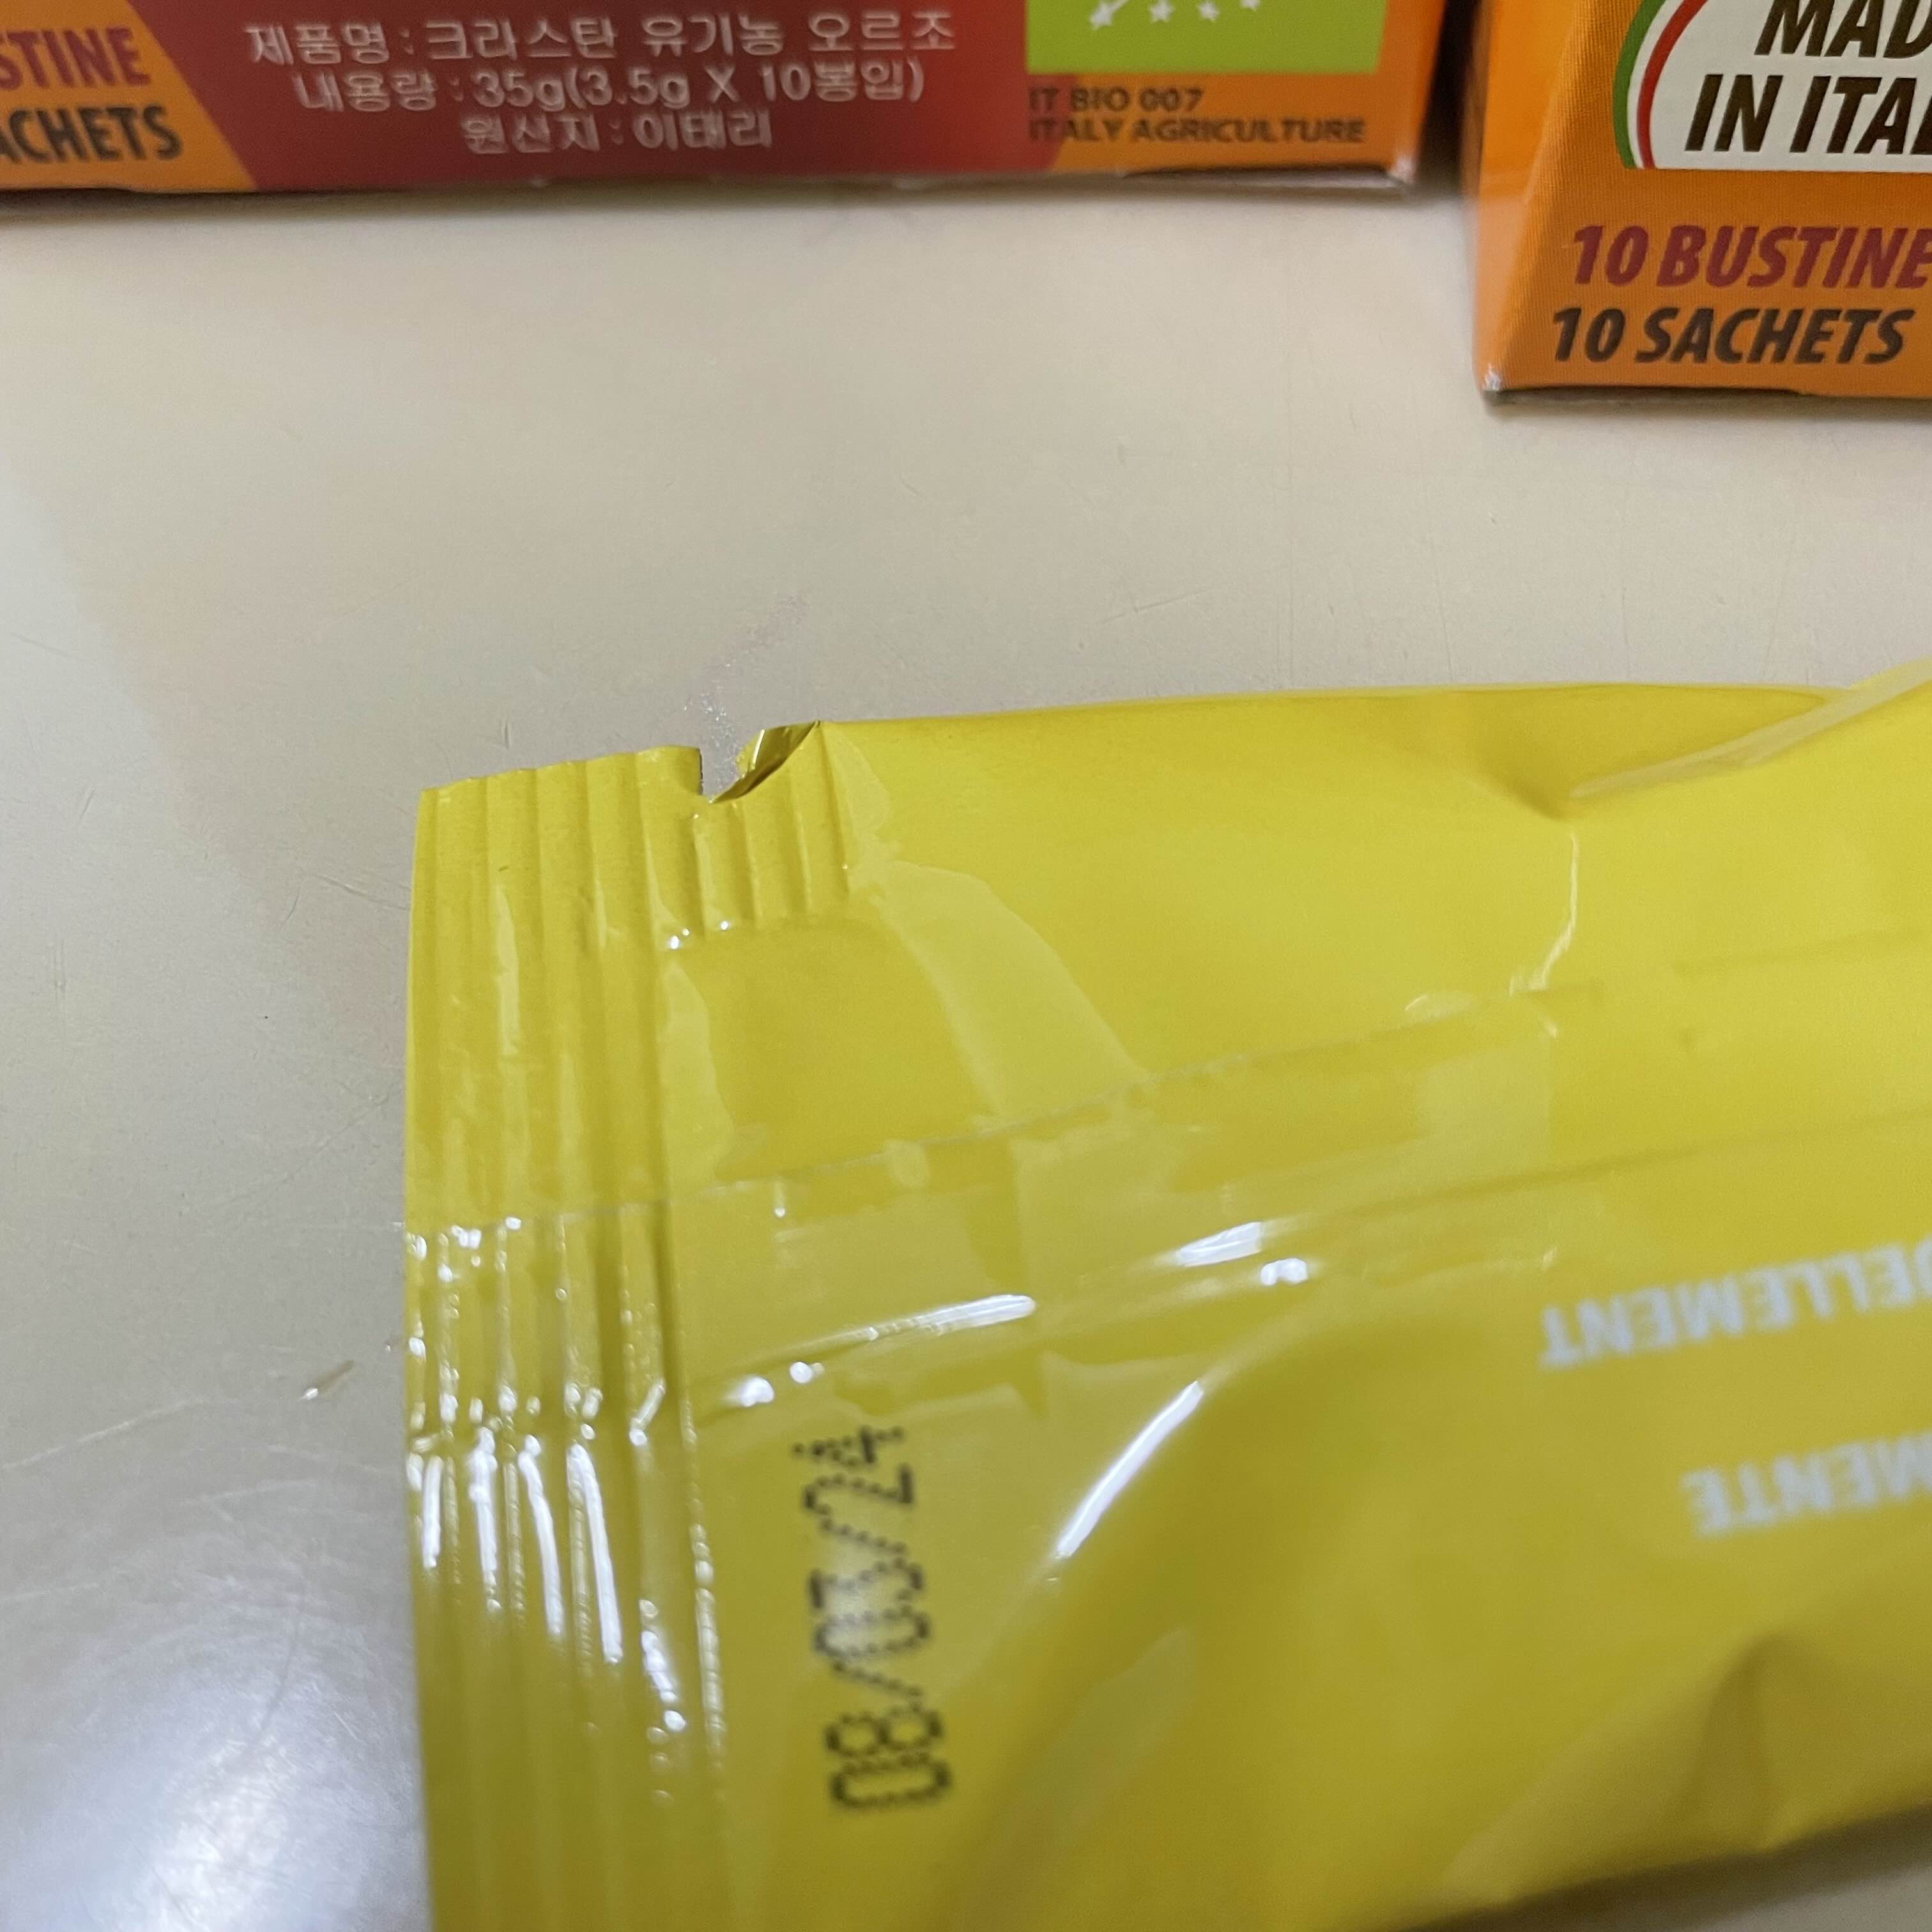 STINE
ACHETS
제품명 : 크라스탄 유기농 오르조
내용량 : 35g(3.5g X 10봉입)
원산지 : 이태리
IT BIO 007
ITALY AGRICULTURE
MAD
IN ITAL
10 BUSTINE
10 SACHETS
08/03/24
MENTE
UELLEMENT